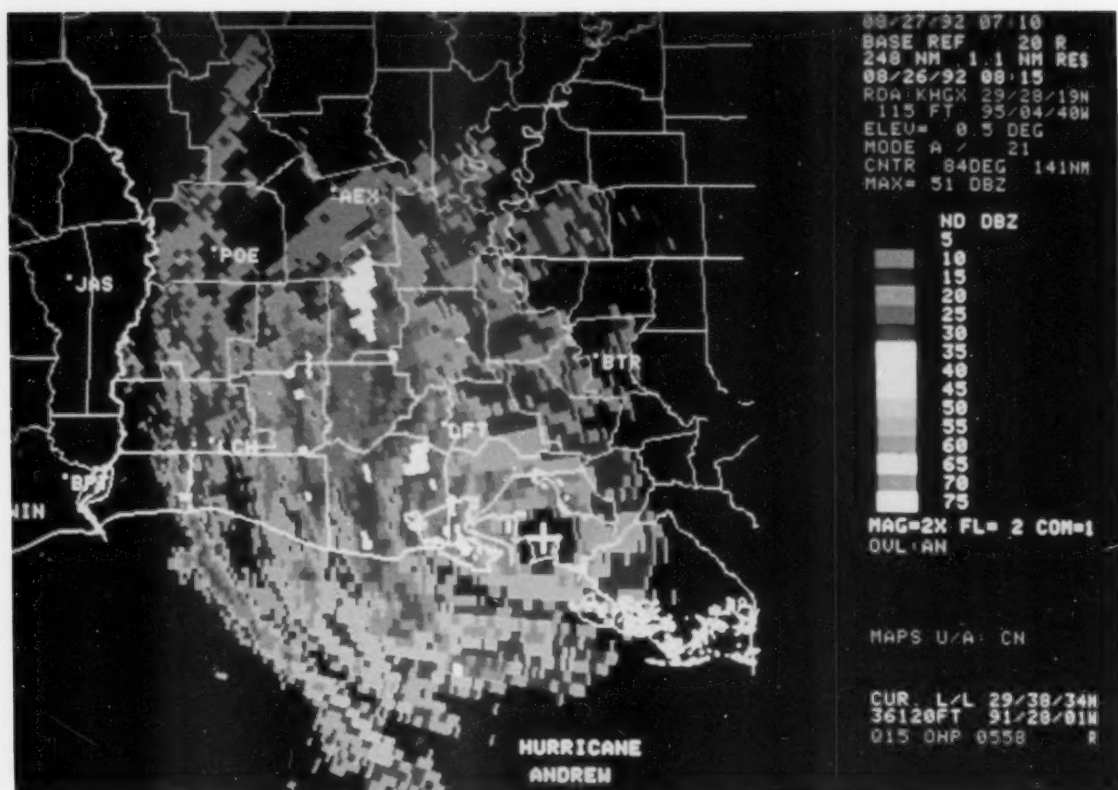 08/27/92 07:10
BASE REF 20 R
248 NM 1.1 NM RES
08/26/92 08:15
RDA:KHGX 29/28/19N
115 FT 95/04/40W
ELEV= 0.5 DEG
MODE A / 21
CNTR 84DEG 141NM
MAX= 51 DBZ
ND DBZ
5
10
15
20
25
30
35
40
45
50
55
60
65
70
75
MAG=2X FL= 2 COM=1
OVL:AN
MAPS U/A: CN
CUR. L/L 29/38/34N
36120FT 91/28/01W
Q15 OHP 0558 R
AEX
POE
JAS
BTR
LFT
LCH
BPT
WIN
HURRICANE
ANDREW